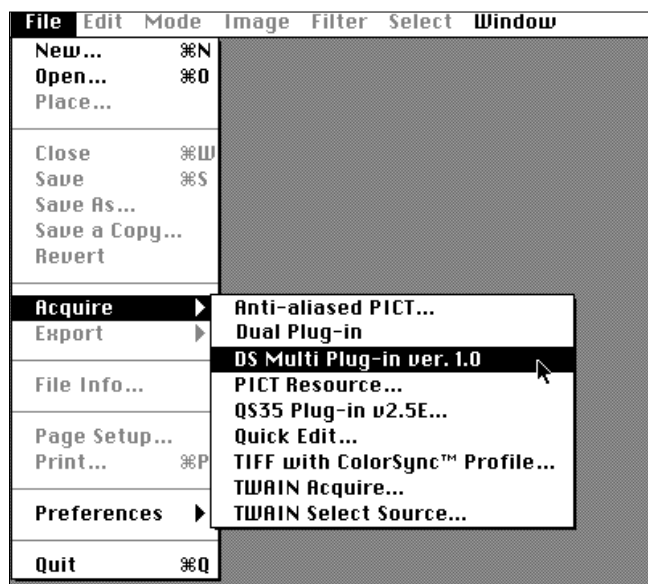 File Edit Mode Image Filter Select Window
New... ⌘N
Open... ⌘O
Place...
Close ⌘W
Save ⌘S
Save As...
Save a Copy...
Revert
Acquire
Export
File Info...
Page Setup...
Print... ⌘P
Preferences
Quit ⌘Q
Anti-aliased PICT...
Dual Plug-in
DS Multi Plug-in ver. 1.0
PICT Resource...
QS35 Plug-in v2.5E...
Quick Edit...
TIFF with ColorSync™ Profile...
TWAIN Acquire...
TWAIN Select Source...